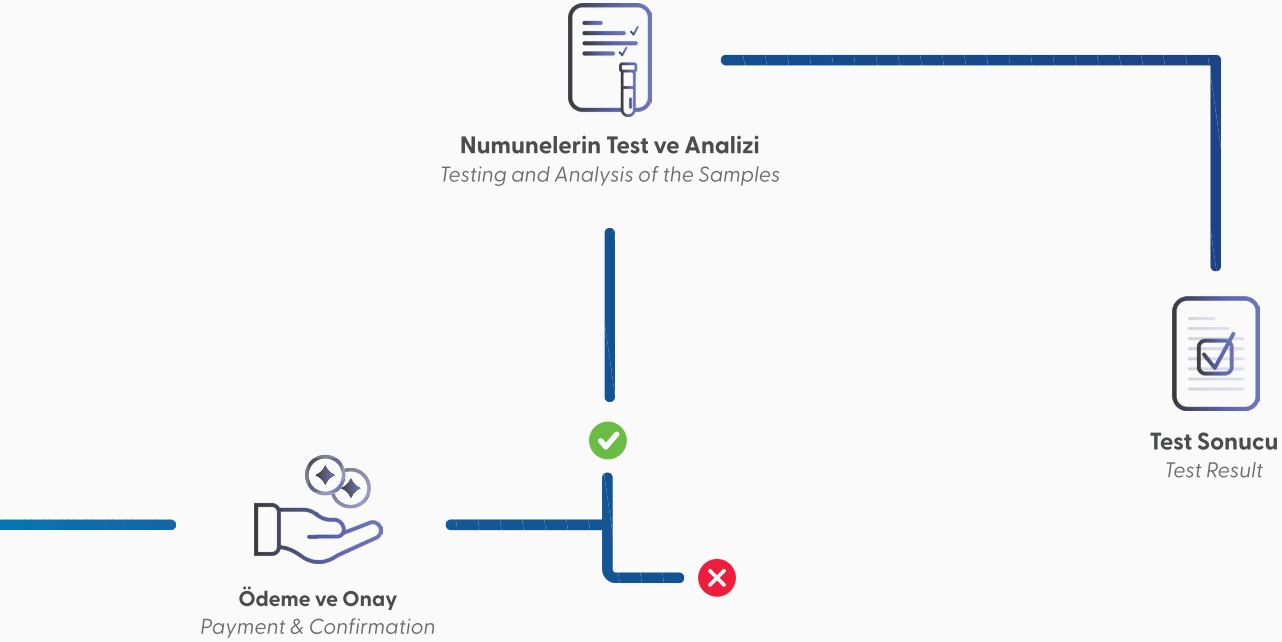 Numunelerin Test ve Analizi
Testing and Analysis of the Samples
Test Sonucu
Test Result
Ödeme ve Onay
Payment & Confirmation